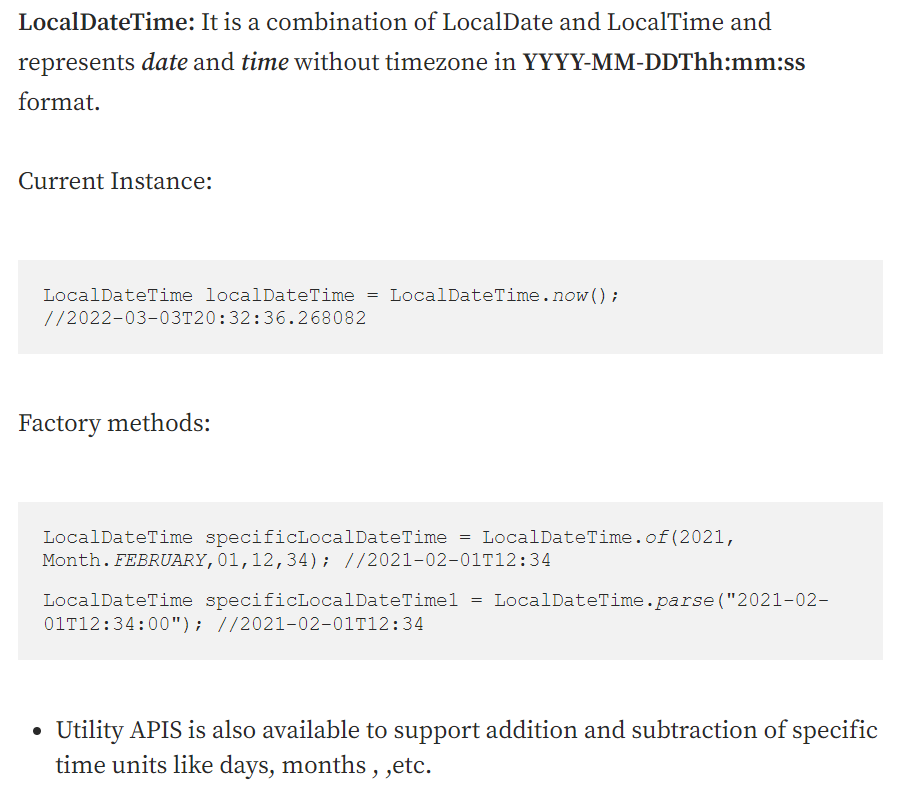 LocalDateTime: It is a combination of LocalDate and LocalTime and
represents date and time without timezone in YYYY-MM-DDThh:mm:ss
format.
Current Instance:
LocalDateTime localDateTime = LocalDateTime.now();
//2022-03-03T20:32:36.268082
Factory methods:
LocalDateTime specificLocalDateTime = LocalDateTime.of(2021,
Month.FEBRUARY,01,12,34); //2021-02-01T12:34
LocalDateTime specificLocalDateTime1 = LocalDateTime.parse("2021-02-
01T12:34:00"); //2021-02-01T12:34
• Utility APIS is also available to support addition and subtraction of specific
time units like days, months , ,etc.